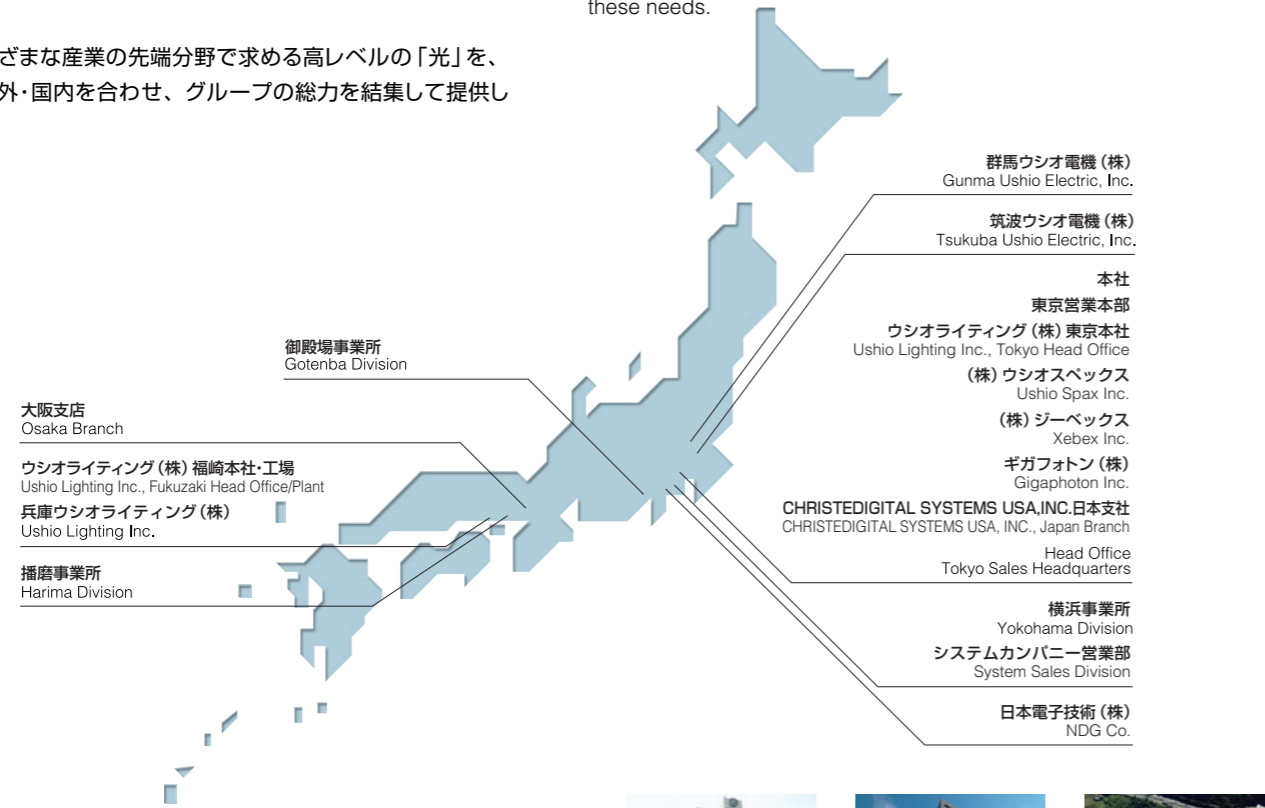 these needs.
ざまな産業の先端分野で求める高レベルの「光」を、
外・国内を合わせ、グループの総力を結集して提供し
群馬ウシオ電機（株）
Gunma Ushio Electric, Inc.
筑波ウシオ電機（株）
Tsukuba Ushio Electric, Inc.
本社
東京営業本部
ウシオライティング（株）東京本社
Ushio Lighting Inc., Tokyo Head Office
（株）ウシオスペックス
Ushio Spax Inc.
（株）ジーベックス
Xebex Inc.
ギガフォトン（株）
Gigaphoton Inc.
CHRISTEDIGITAL SYSTEMS USA,INC.日本支社
CHRISTEDIGITAL SYSTEMS USA, INC., Japan Branch
Head Office
Tokyo Sales Headquarters
横浜事業所
Yokohama Division
システムカンパニー営業部
System Sales Division
日本電子技術（株）
NDG Co.
御殿場事業所
Gotenba Division
大阪支店
Osaka Branch
ウシオライティング（株）福崎本社・工場
Ushio Lighting Inc., Fukuzaki Head Office/Plant
兵庫ウシオライティング（株）
Ushio Lighting Inc.
播磨事業所
Harima Division